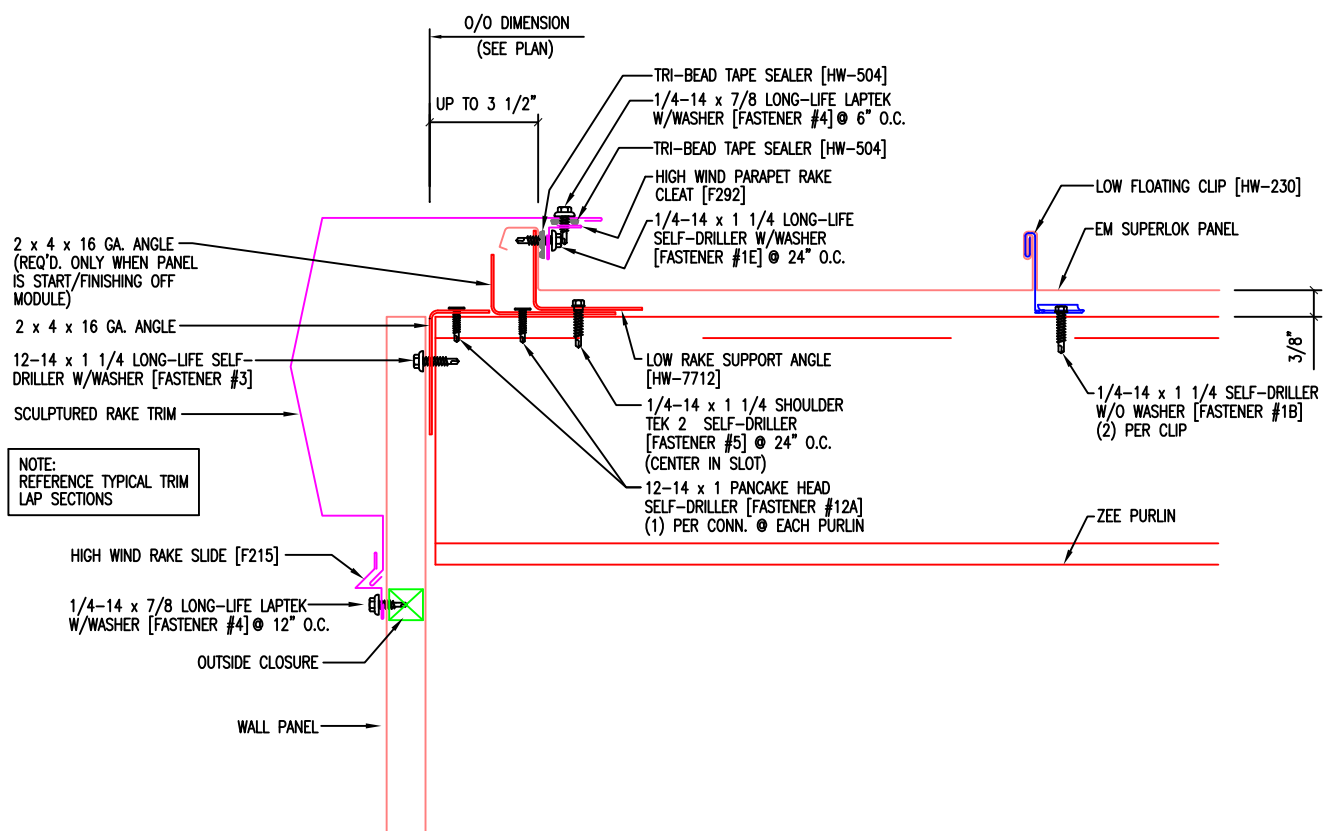 O/O DIMENSION
(SEE PLAN)
UP TO 3 1/2"
TRI-BEAD TAPE SEALER [HW-504]
1/4-14 x 7/8 LONG-LIFE LAPTEK
W/WASHER [FASTENER #4] @ 6" O.C.
TRI-BEAD TAPE SEALER [HW-504]
HIGH WIND PARAPET RAKE
CLEAT [F292]
1/4-14 x 1 1/4 LONG-LIFE
SELF-DRILLER W/WASHER
[FASTENER #1E] @ 24" O.C.
LOW FLOATING CLIP [HW-230]
EM SUPERLOK PANEL
2 x 4 x 16 GA. ANGLE
(REQ'D. ONLY WHEN PANEL
IS START/FINISHING OFF
MODULE)
2 x 4 x 16 GA. ANGLE
12-14 x 1 1/4 LONG-LIFE SELF-
DRILLER W/WASHER [FASTENER #3]
SCULPTURED RAKE TRIM
NOTE:
REFERENCE TYPICAL TRIM
LAP SECTIONS
LOW RAKE SUPPORT ANGLE
[HW-7712]
1/4-14 x 1 1/4 SHOULDER
TEK 2 SELF-DRILLER
[FASTENER #5] @ 24" O.C.
(CENTER IN SLOT)
12-14 x 1 PANCAKE HEAD
SELF-DRILLER [FASTENER #12A]
(1) PER CONN. @ EACH PURLIN
3/8"
1/4-14 x 1 1/4 SELF-DRILLER
W/O WASHER [FASTENER #1B]
(2) PER CLIP
ZEE PURLIN
HIGH WIND RAKE SLIDE [F215]
1/4-14 x 7/8 LONG-LIFE LAPTEK
W/WASHER [FASTENER #4] @ 12" O.C.
OUTSIDE CLOSURE
WALL PANEL